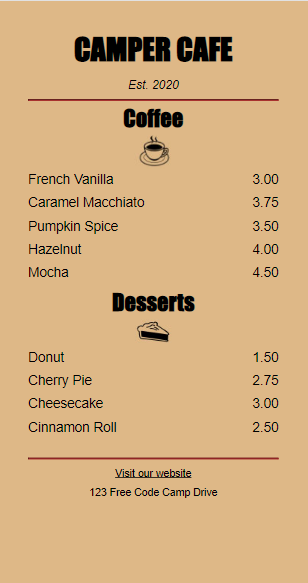 CAMPER CAFE
Est. 2020
Coffee
French Vanilla 3.00
Caramel Macchiato 3.75
Pumpkin Spice 3.50
Hazelnut 4.00
Mocha 4.50
Desserts
Donut 1.50
Cherry Pie 2.75
Cheesecake 3.00
Cinnamon Roll 2.50
Visit our website
123 Free Code Camp Drive